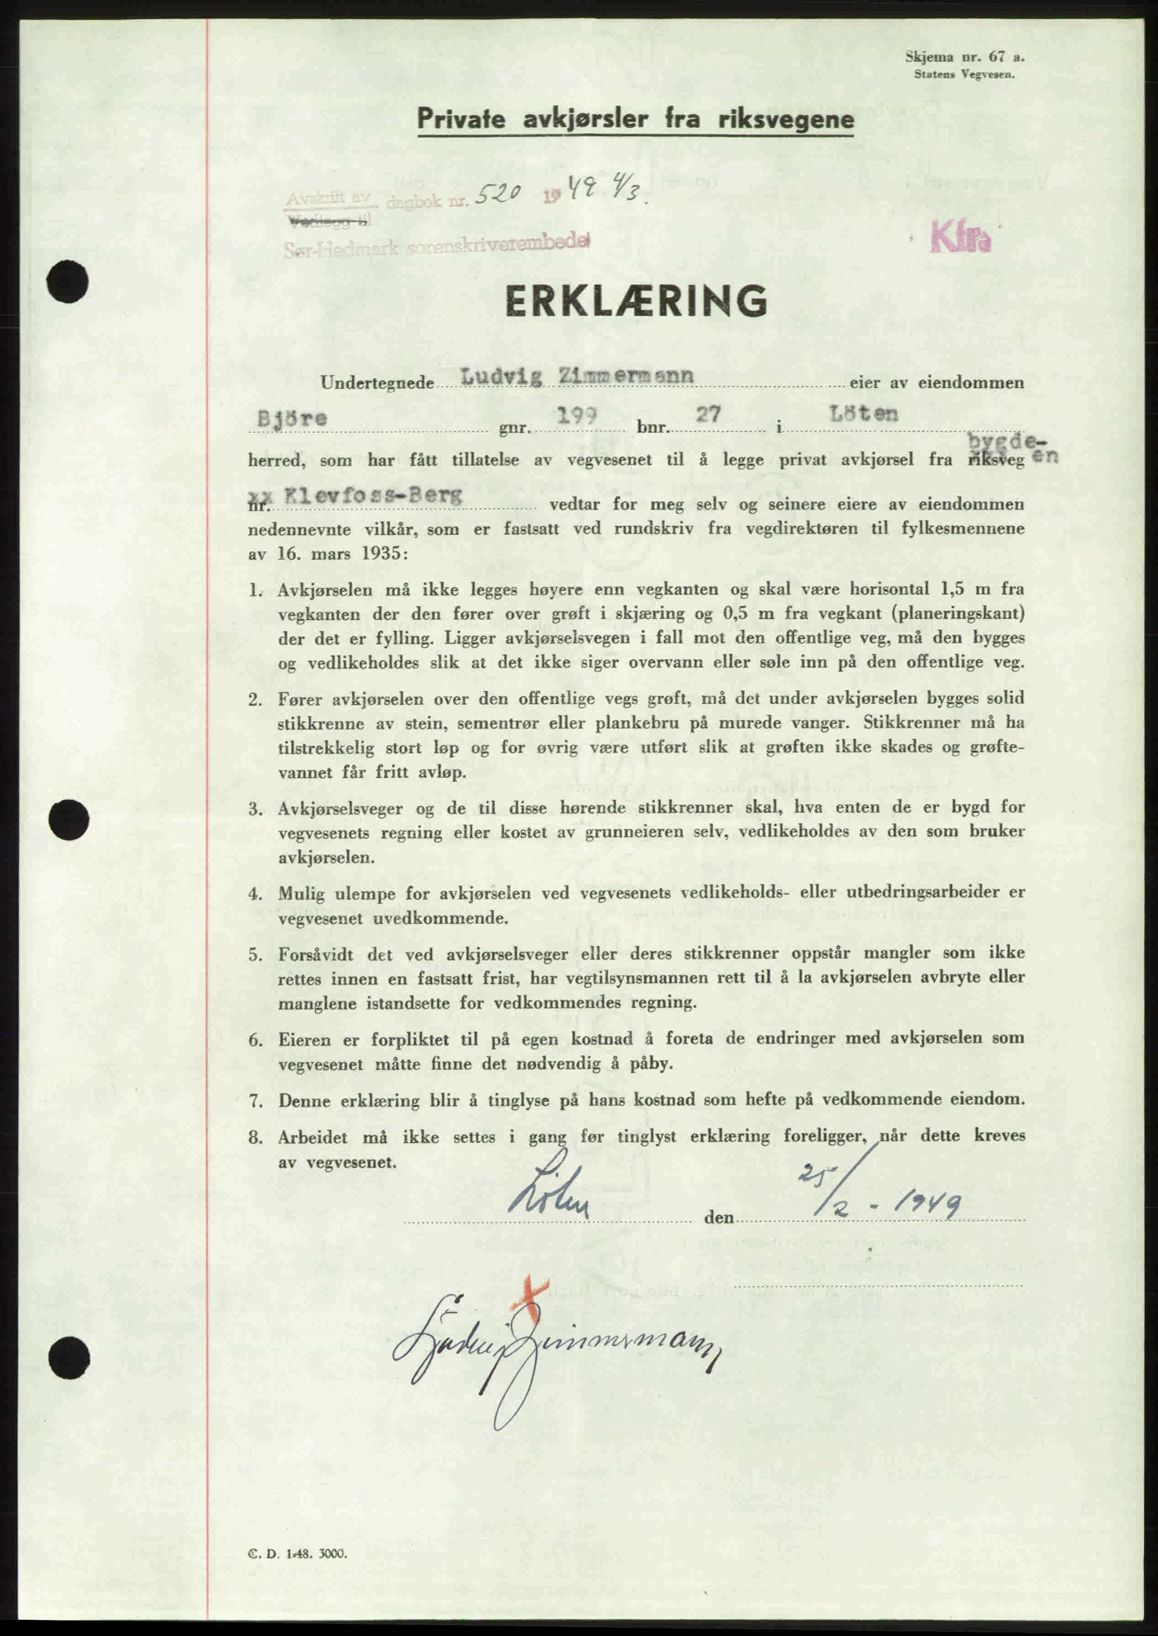 Skjema nr. 67 a.
Statens Vegvesen.
Private avkjørsler fra riksvegene
Avskrift av dagbok nr. 520 1949 4/3.
Vedlegg til
Sør-Hedmark sorenskriverembedet
Kfra
ERKLÆRING
Undertegnede Ludvig Zimmermann eier av eiendommen
Björe gnr. 199 bnr. 27 i Löten
bygde-
herred, som har fått tillatelse av vegvesenet til å legge privat avkjørsel fra riksveg en
nr. xx Klevfoss-Berg vedtar for meg selv og seinere eiere av eiendommen
nedennevnte vilkår, som er fastsatt ved rundskriv fra vegdirektøren til fylkesmennene
av 16. mars 1935:
1. Avkjørselen må ikke legges høyere enn vegkanten og skal være horisontal 1,5 m fra
vegkanten der den fører over grøft i skjæring og 0,5 m fra vegkant (planeringskant)
der det er fylling. Ligger avkjørselsvegen i fall mot den offentlige veg, må den bygges
og vedlikeholdes slik at det ikke siger overvann eller søle inn på den offentlige veg.
2. Fører avkjørselen over den offentlige vegs grøft, må det under avkjørselen bygges solid
stikkrenne av stein, sementrør eller plankebru på murede vanger. Stikkrenner må ha
tilstrekkelig stort løp og for øvrig være utført slik at grøften ikke skades og grøfte-
vannet får fritt avløp.
3. Avkjørselsveger og de til disse hørende stikkrenner skal, hva enten de er bygd for
vegvesenets regning eller kostet av grunneieren selv, vedlikeholdes av den som bruker
avkjørselen.
4. Mulig ulempe for avkjørselen ved vegvesenets vedlikeholds- eller utbedringsarbeider er
vegvesenet uvedkommende.
5. Forsåvidt det ved avkjørselsveger eller deres stikkrenner oppstår mangler som ikke
rettes innen en fastsatt frist, har vegtilsynsmannen rett til å la avkjørselen avbryte eller
manglene istandsette for vedkommendes regning.
6. Eieren er forpliktet til på egen kostnad å foreta de endringer med avkjørselen som
vegvesenet måtte finne det nødvendig å påby.
7. Denne erklæring blir å tinglyse på hans kostnad som hefte på vedkommende eiendom.
8. Arbeidet må ikke settes i gang før tinglyst erklæring foreligger, når dette kreves
av vegvesenet.
Löten den 25/2 - 1949
x
Ludvig Zimmermann
C. D. 1-48. 3000.